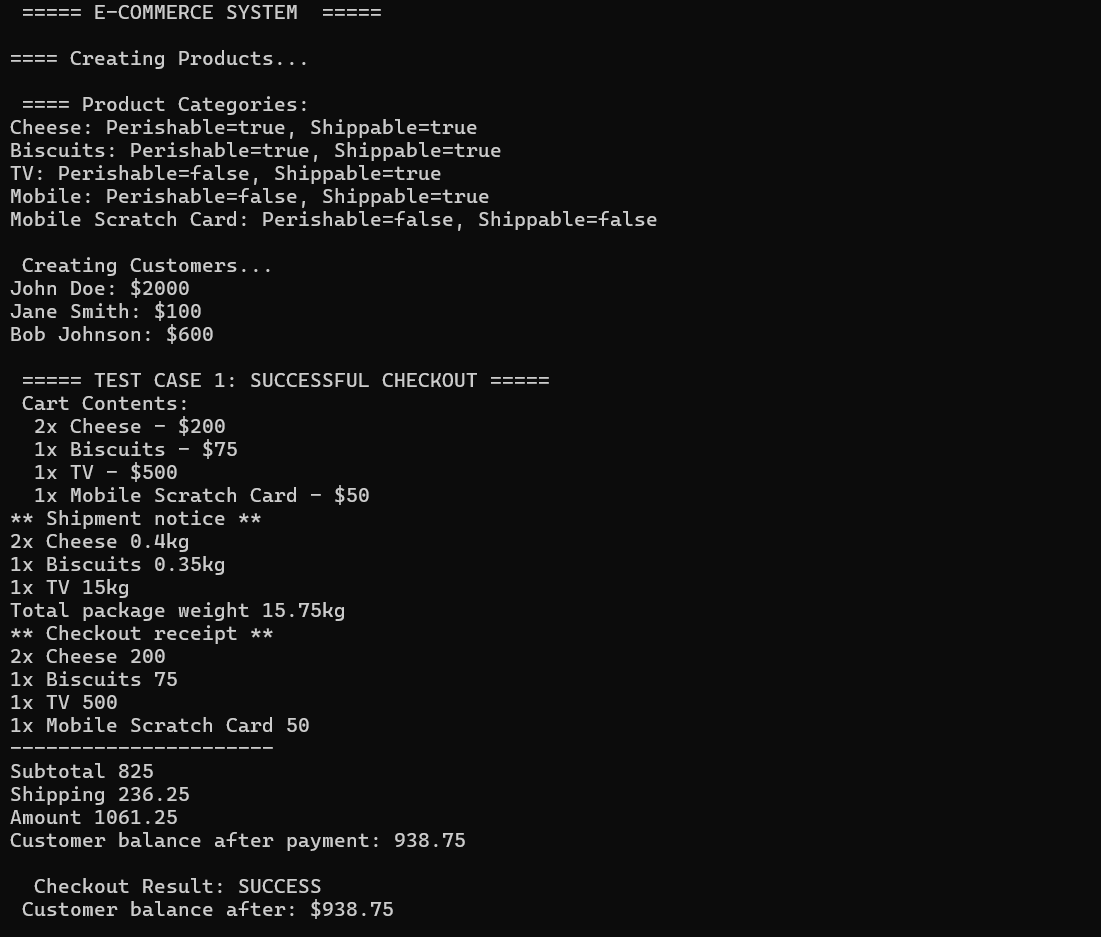 ===== E-COMMERCE SYSTEM  =====
==== Creating Products...
==== Product Categories:
Cheese: Perishable=true, Shippable=true
Biscuits: Perishable=true, Shippable=true
TV: Perishable=false, Shippable=true
Mobile: Perishable=false, Shippable=true
Mobile Scratch Card: Perishable=false, Shippable=false
Creating Customers...
John Doe: $2000
Jane Smith: $100
Bob Johnson: $600
===== TEST CASE 1: SUCCESSFUL CHECKOUT =====
Cart Contents:
2x Cheese - $200
1x Biscuits - $75
1x TV - $500
1x Mobile Scratch Card - $50
** Shipment notice **
2x Cheese 0.4kg
1x Biscuits 0.35kg
1x TV 15kg
Total package weight 15.75kg
** Checkout receipt **
2x Cheese 200
1x Biscuits 75
1x TV 500
1x Mobile Scratch Card 50
----------------------
Subtotal 825
Shipping 236.25
Amount 1061.25
Customer balance after payment: 938.75
Checkout Result: SUCCESS
Customer balance after: $938.75